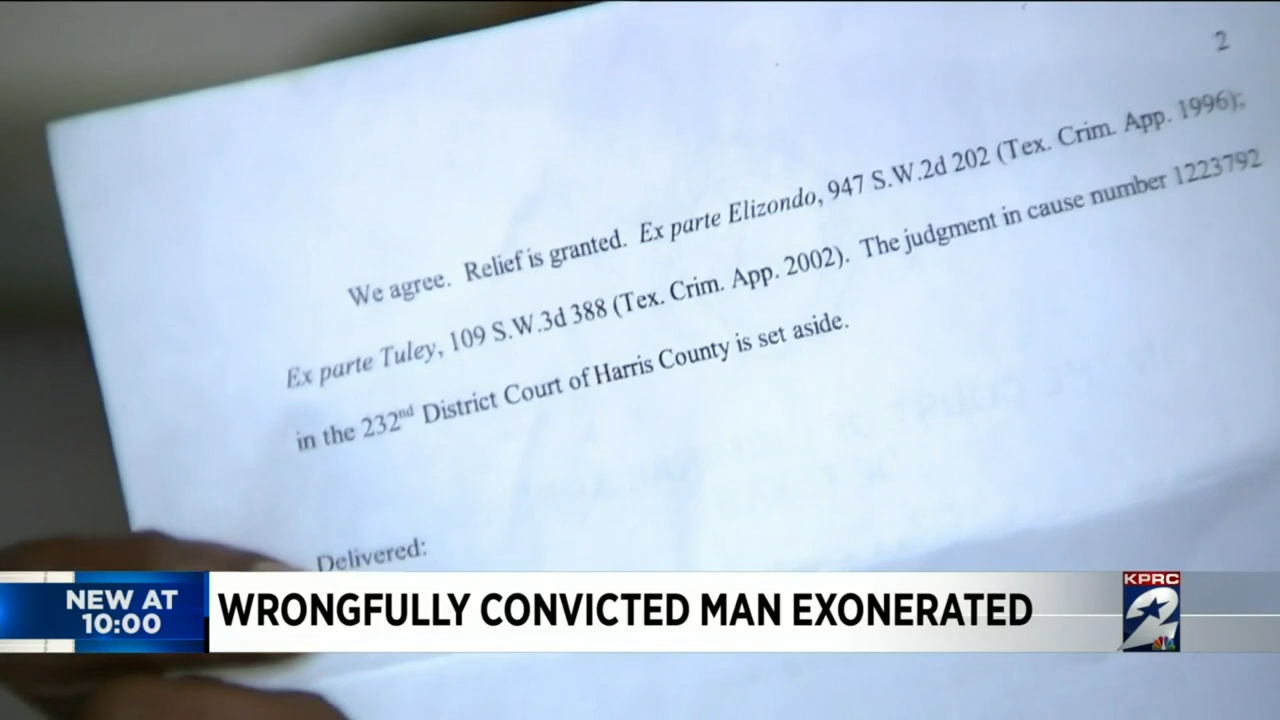 2
We agree. Relief is granted. Ex parte Elizondo, 947 S.W.2d 202 (Tex. Crim. App. 1996);
Ex parte Tuley, 109 S.W.3d 388 (Tex. Crim. App. 2002). The judgment in cause number 1223792
in the 232nd District Court of Harris County is set aside.
Delivered:
NEW AT
10:00
WRONGFULLY CONVICTED MAN EXONERATED
KPRC
2